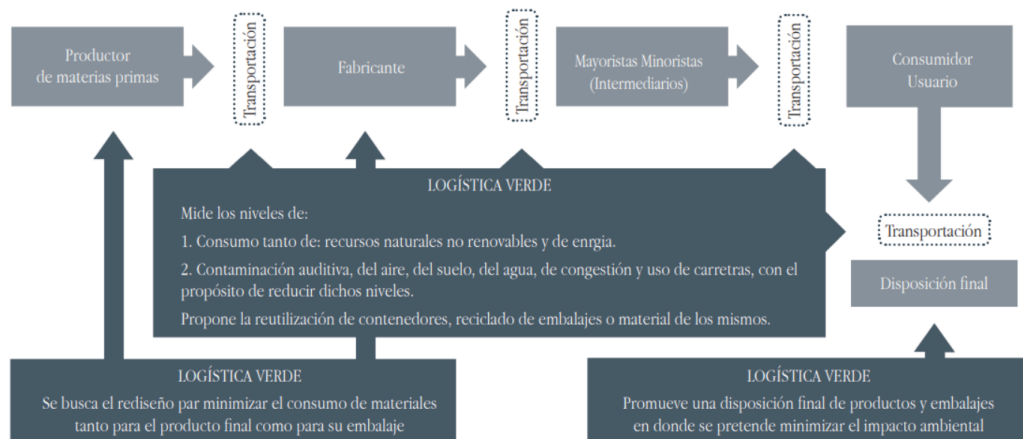 Productor
de materias primas
Transportación
Fabricante
Transportación
Mayoristas Minoristas
(Intermediarios)
Transportación
Consumidor
Usuario
LOGÍSTICA VERDE
Mide los niveles de:
1. Consumo tanto de: recursos naturales no renovables y de enrgia.
2. Contaminación auditiva, del aire, del suelo, del agua, de congestión y uso de carretras, con el
propósito de reducir dichos niveles.
Propone la reutilización de contenedores, reciclado de embalajes o material de los mismos.
Transportación
Disposición final
LOGÍSTICA VERDE
Se busca el rediseño par minimizar el consumo de materiales
tanto para el producto final como para su embalaje
LOGÍSTICA VERDE
Promueve una disposición final de productos y embalajes
en donde se pretende minimizar el impacto ambiental